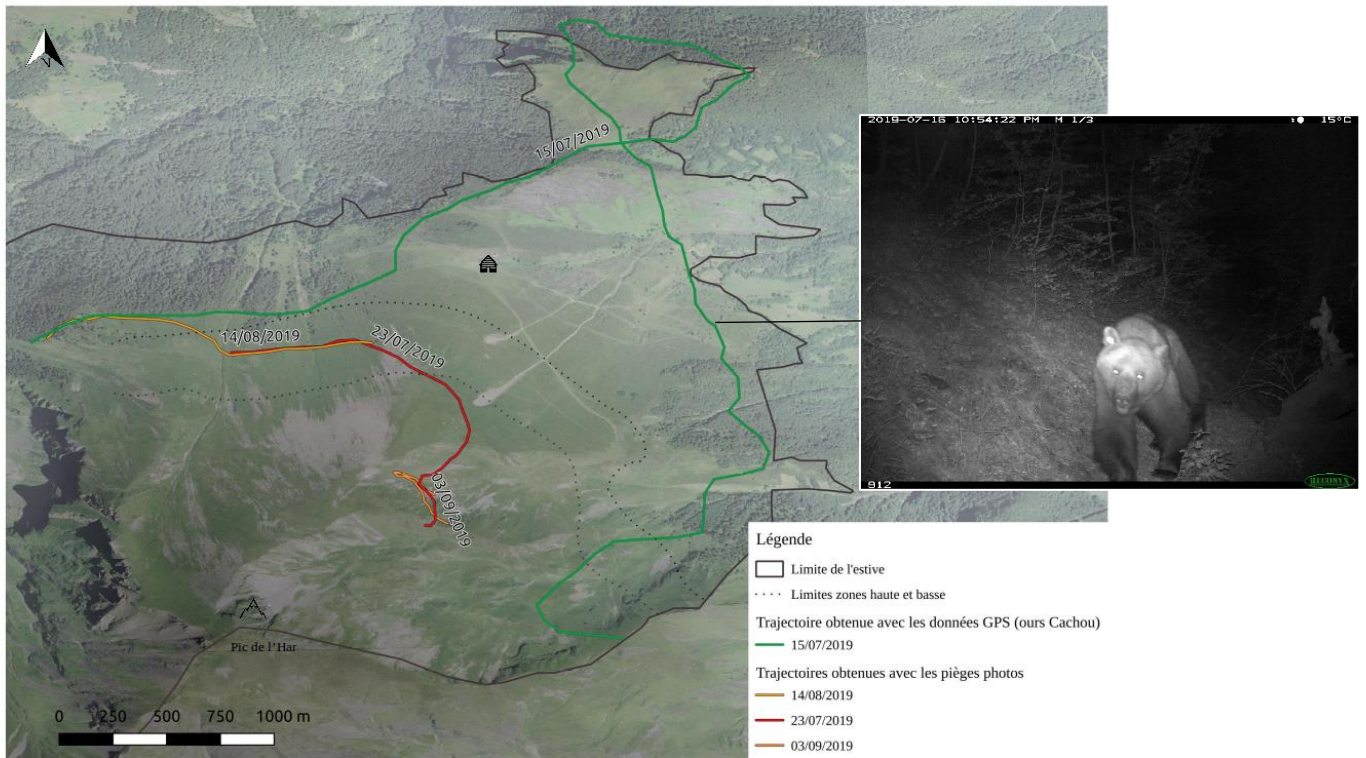 N
15/07/2019
14/08/2019
23/07/2019
03/09/2019
Pic de l'Har
0 250 500 750 1000 m
2019-07-16 10:54:22 PM M 1/3 15°C
912
RECONYX
Légende
Limite de l'estive
Limites zones haute et basse
Trajectoire obtenue avec les données GPS (ours Cachou)
15/07/2019
Trajectoires obtenues avec les pièges photos
14/08/2019
23/07/2019
03/09/2019